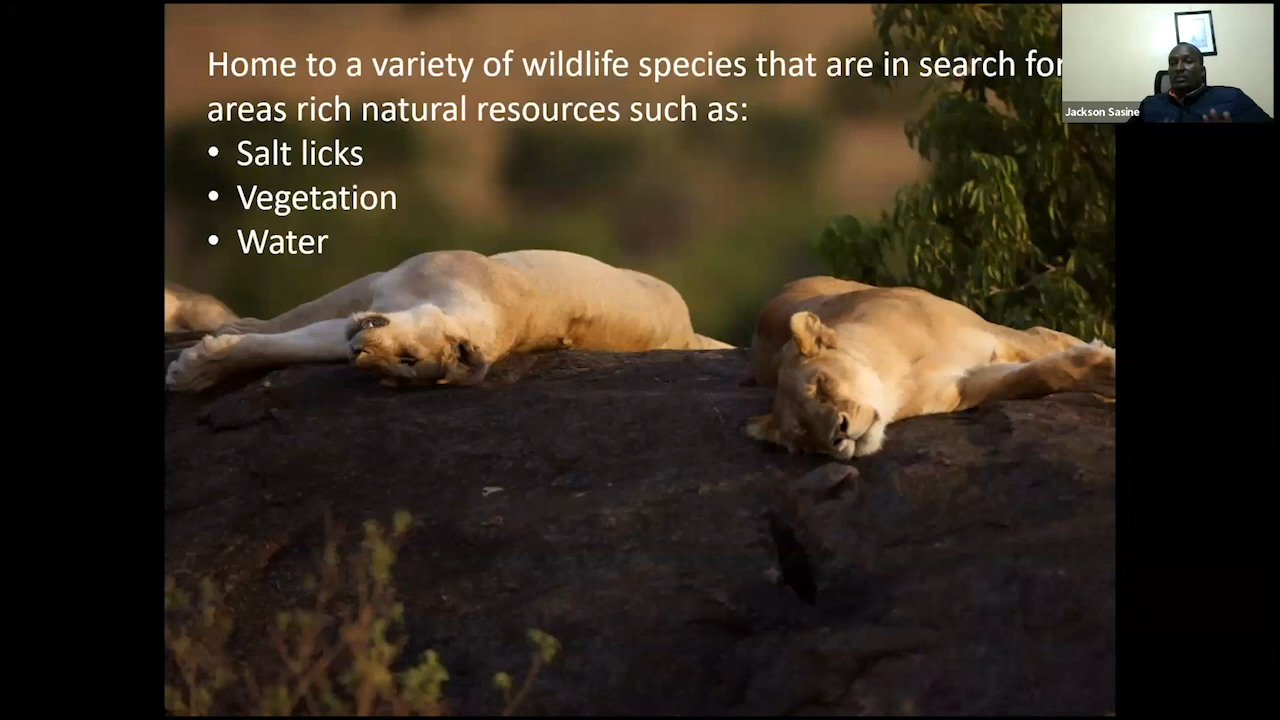 Home to a variety of wildlife species that are in search for
areas rich natural resources such as:
• Salt licks
• Vegetation
• Water
Jackson Sasine